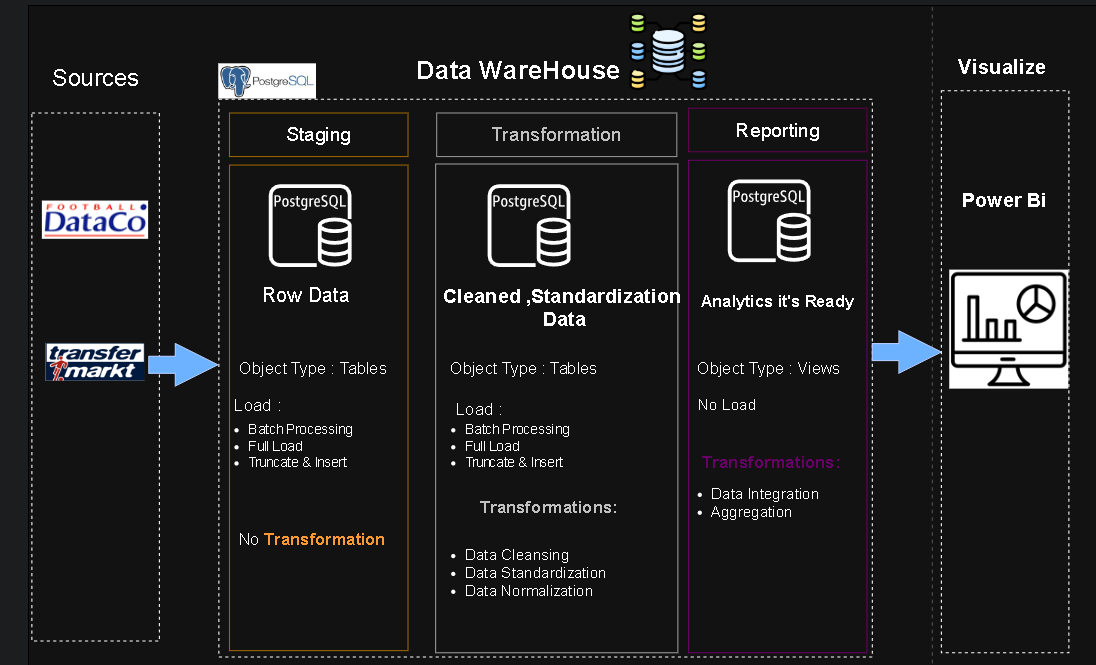 Sources
FOOTBALL
DataCo
transfer
markt
PostgreSQL
Data WareHouse
Staging
PostgreSQL
Row Data
Object Type : Tables
Load :
• Batch Processing
• Full Load
• Truncate & Insert
No Transformation
Transformation
PostgreSQL
Cleaned ,Standardization
Data
Object Type : Tables
Load :
• Batch Processing
• Full Load
• Truncate & Insert
Transformations:
• Data Cleansing
• Data Standardization
• Data Normalization
Reporting
PostgreSQL
Analytics it's Ready
Object Type : Views
No Load
Transformations:
• Data Integration
• Aggregation
Visualize
Power Bi